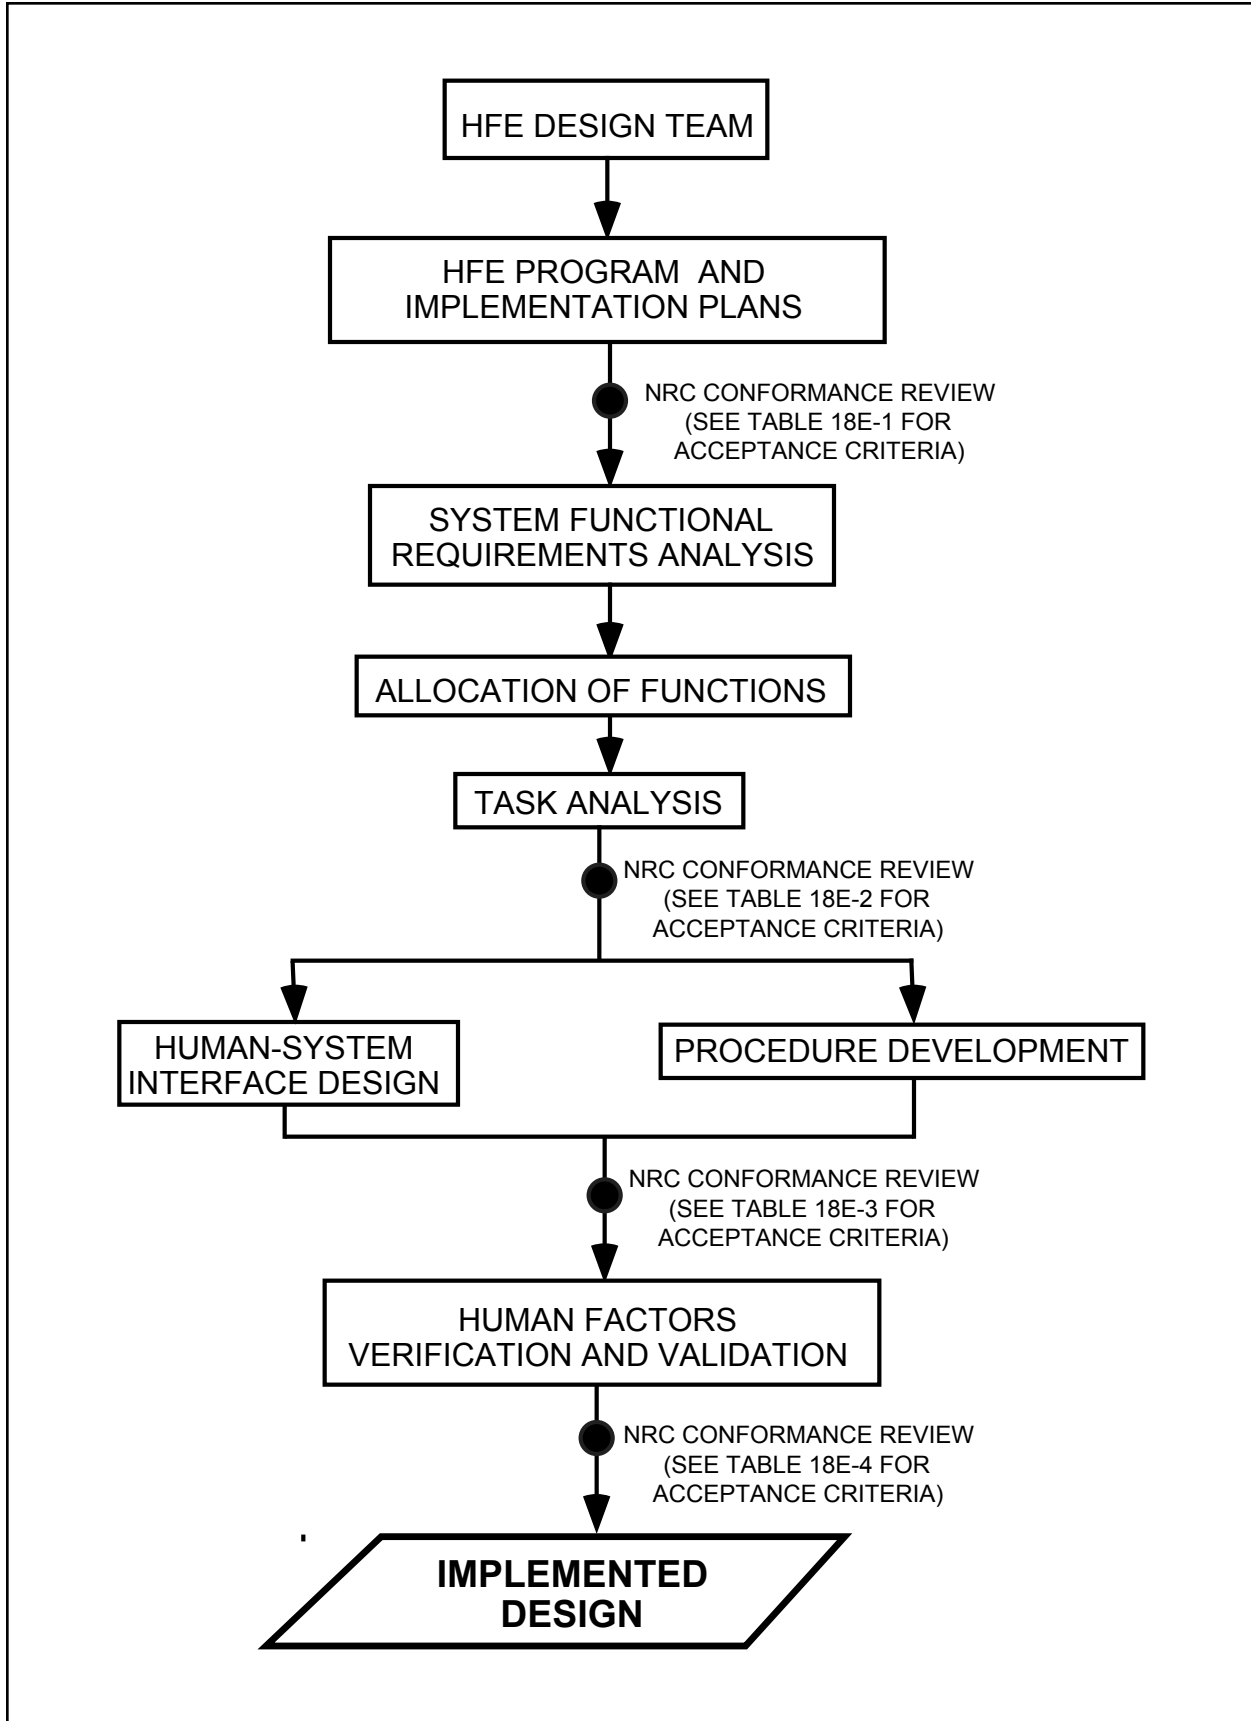 HFE DESIGN TEAM
HFE PROGRAM AND
IMPLEMENTATION PLANS
NRC CONFORMANCE REVIEW
(SEE TABLE 18E-1 FOR
ACCEPTANCE CRITERIA)
SYSTEM FUNCTIONAL
REQUIREMENTS ANALYSIS
ALLOCATION OF FUNCTIONS
TASK ANALYSIS
NRC CONFORMANCE REVIEW
(SEE TABLE 18E-2 FOR
ACCEPTANCE CRITERIA)
HUMAN-SYSTEM
INTERFACE DESIGN
PROCEDURE DEVELOPMENT
NRC CONFORMANCE REVIEW
(SEE TABLE 18E-3 FOR
ACCEPTANCE CRITERIA)
HUMAN FACTORS
VERIFICATION AND VALIDATION
NRC CONFORMANCE REVIEW
(SEE TABLE 18E-4 FOR
ACCEPTANCE CRITERIA)
IMPLEMENTED
DESIGN